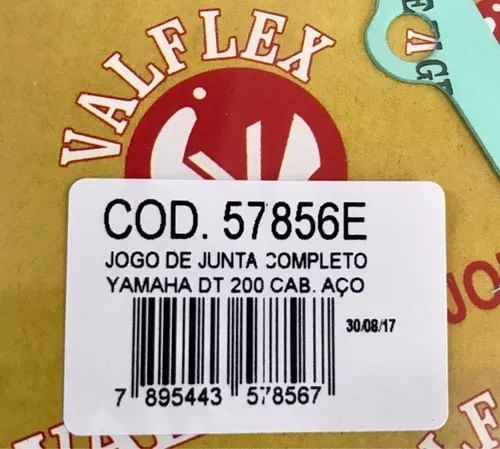 VALFLEX
COD. 57856E
JOGO DE JUNTA COMPLETO
YAMAHA DT 200 CAB. AÇO
30/08/17
7 895443 578567